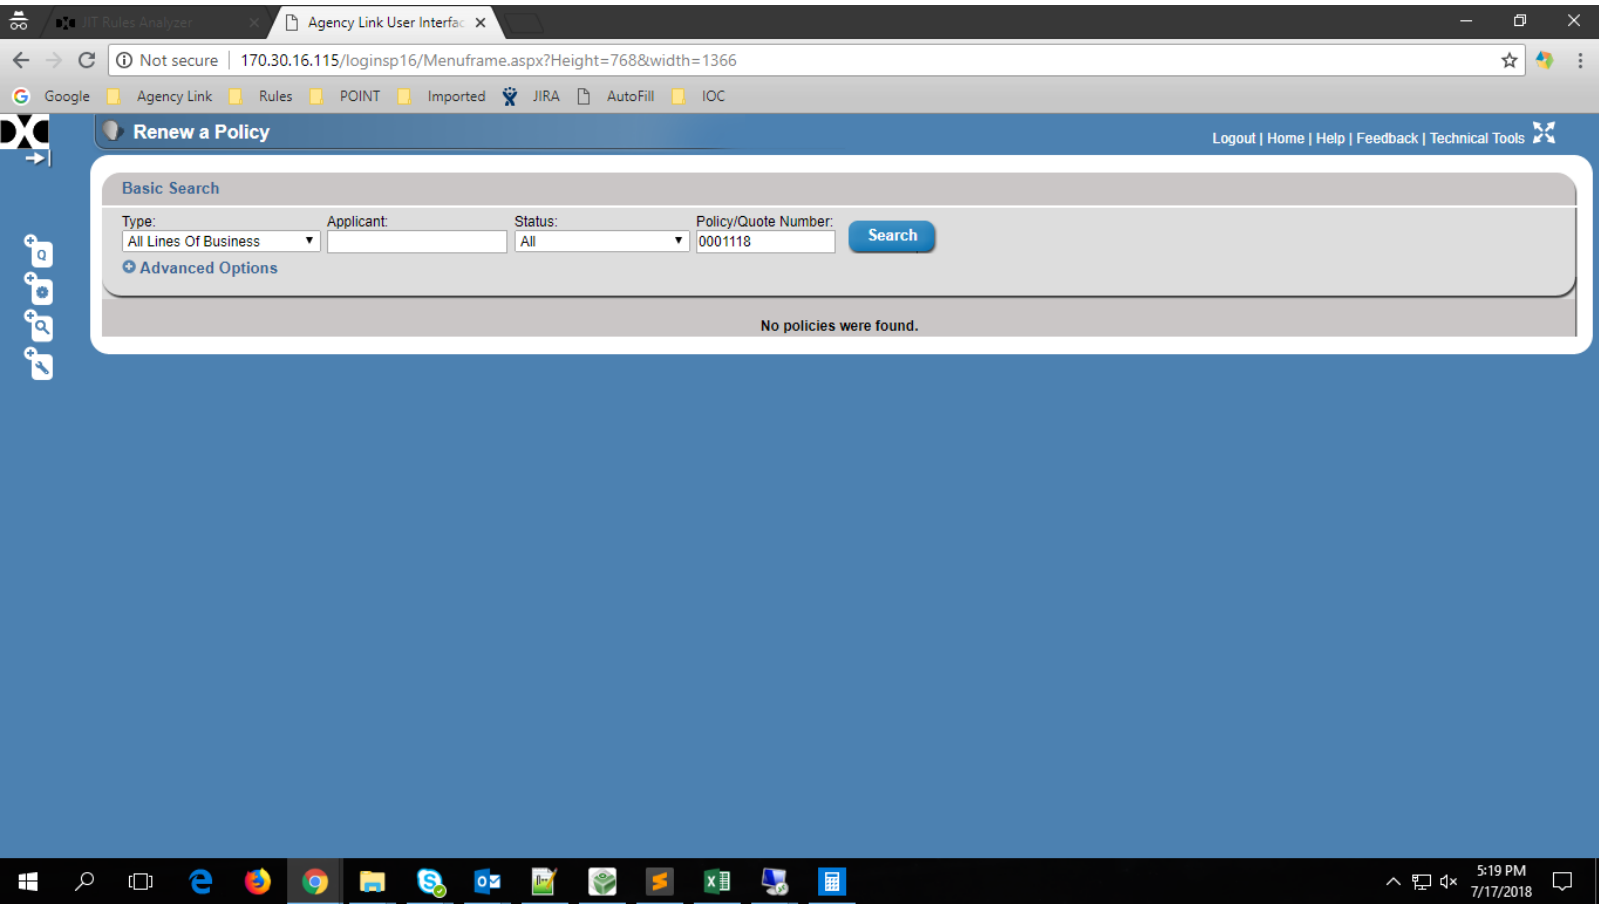 JIT Rules Analyzer
Agency Link User Interfac
Not secure | 170.30.16.115/loginsp16/Menuframe.aspx?Height=768&width=1366
Google Agency Link Rules POINT Imported JIRA AutoFill IOC
Renew a Policy
Logout | Home | Help | Feedback | Technical Tools
Basic Search
Type: Applicant: Status: Policy/Quote Number:
All Lines Of Business All 0001118 Search
Advanced Options
No policies were found.
5:19 PM
7/17/2018